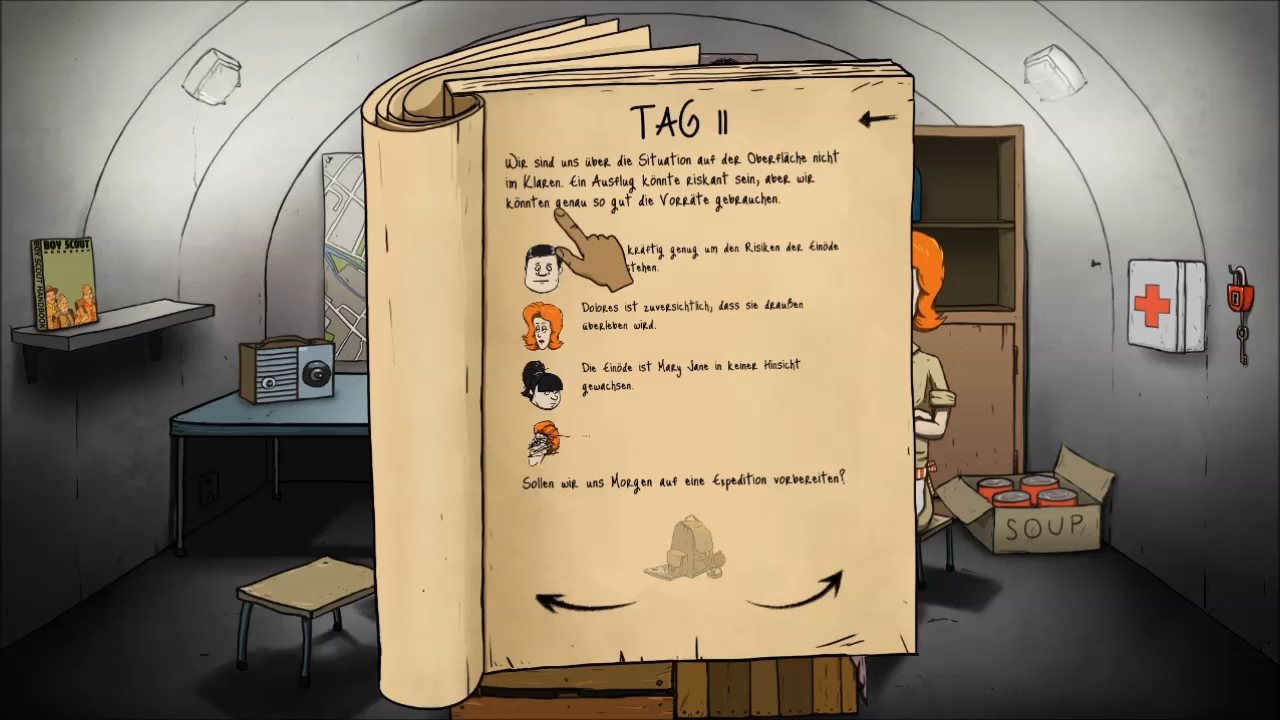 TAG 11
Wir sind uns über die Situation auf der Oberfläche nicht
im Klaren. Ein Ausflug könnte riskant sein, aber wir
könnten genau so gut die Vorräte gebrauchen.
kräftig genug um den Risiken der Einöde
tehen.
Dolores ist zuversichtlich, dass sie draußen
überleben wird.
Die Einöde ist Mary Jane in keiner Hinsicht
gewachsen.
...
Sollen wir uns Morgen auf eine Expedition vorbereiten?
BOY SCOUT
HANDBOOK
BOY SCOUT HANDBOOK
SOUP